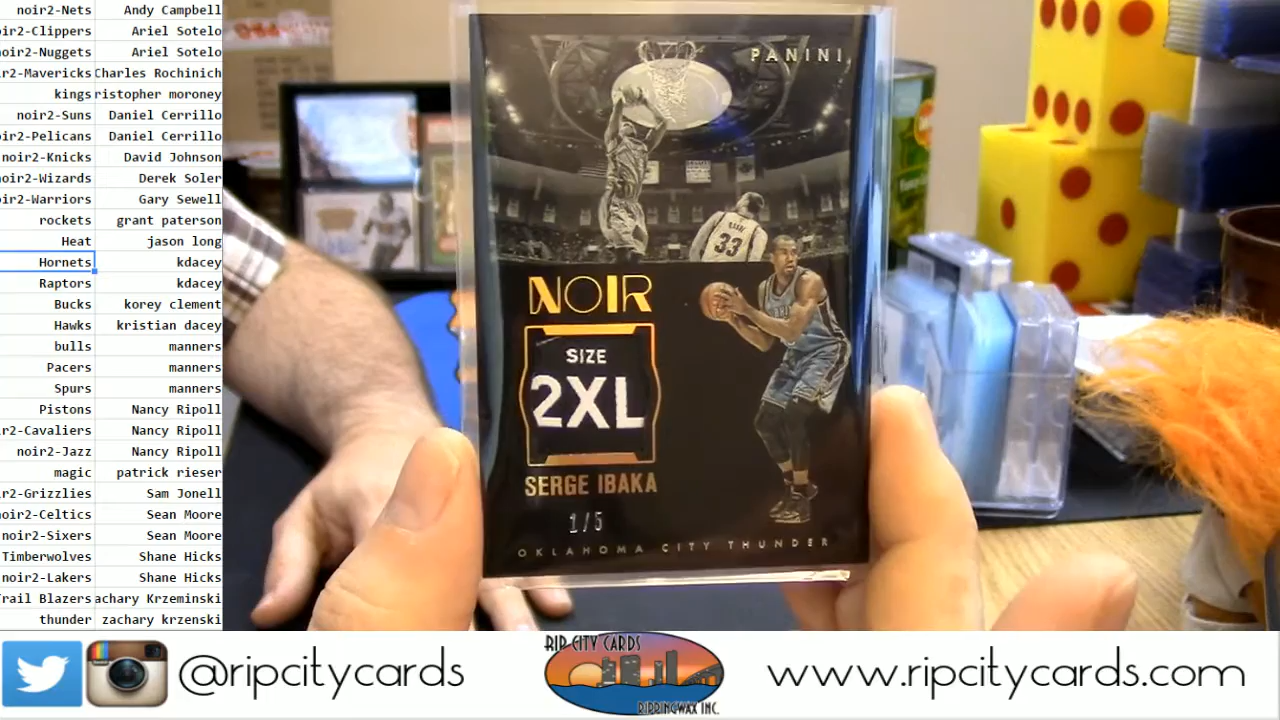 noir2-Nets Andy Campbell
noir2-Clippers Ariel Sotelo
noir2-Nuggets Ariel Sotelo
ir2-Mavericks Charles Rochinich
kings ristopher moroney
noir2-Suns Daniel Cerrillo
oir2-Pelicans Daniel Cerrillo
noir2-Knicks David Johnson
noir2-Wizards Derek Soler
oir2-Warriors Gary Sewell
rockets grant paterson
Heat jason long
Hornets kdacey
Raptors kdacey
Bucks korey clement
Hawks kristian dacey
bulls manners
Pacers manners
Spurs manners
Pistons Nancy Ripoll
ir2-Cavaliers Nancy Ripoll
noir2-Jazz Nancy Ripoll
magic patrick rieser
ir2-Grizzlies Sam Jonell
noir2-Celtics Sean Moore
noir2-Sixers Sean Moore
Timberwolves Shane Hicks
noir2-Lakers Shane Hicks
Trail Blazers achary Krzeminski
thunder zachary krzenski
PANINI
33
NOIR
SIZE
2XL
SERGE IBAKA
1/5
OKLAHOMA CITY THUNDER
@ripcitycards
RIP CITY CARDS
RIPPINGWAX INC.
www.ripcitycards.com